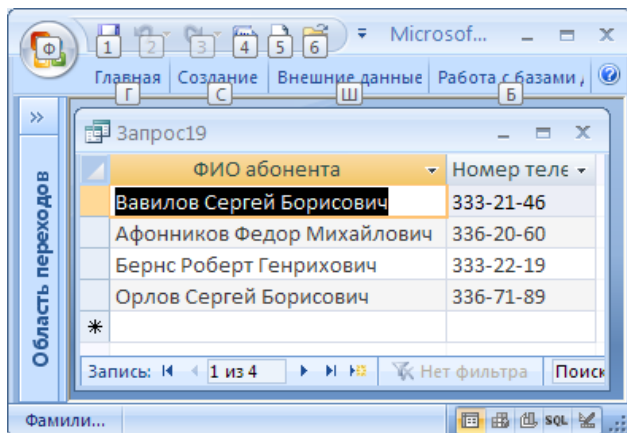 Ф
1 2 3 4 5 6 Microsof...
Главная Создание Внешние данные Работа с базами
Г С Ш Б
Запрос19
ФИО абонента Номер теле
Вавилов Сергей Борисович 333-21-46
Афонников Федор Михайлович 336-20-60
Бернс Роберт Генрихович 333-22-19
Орлов Сергей Борисович 336-71-89
Область переходов
Запись: 1 из 4 Нет фильтра Поиск
Фамили... SQL